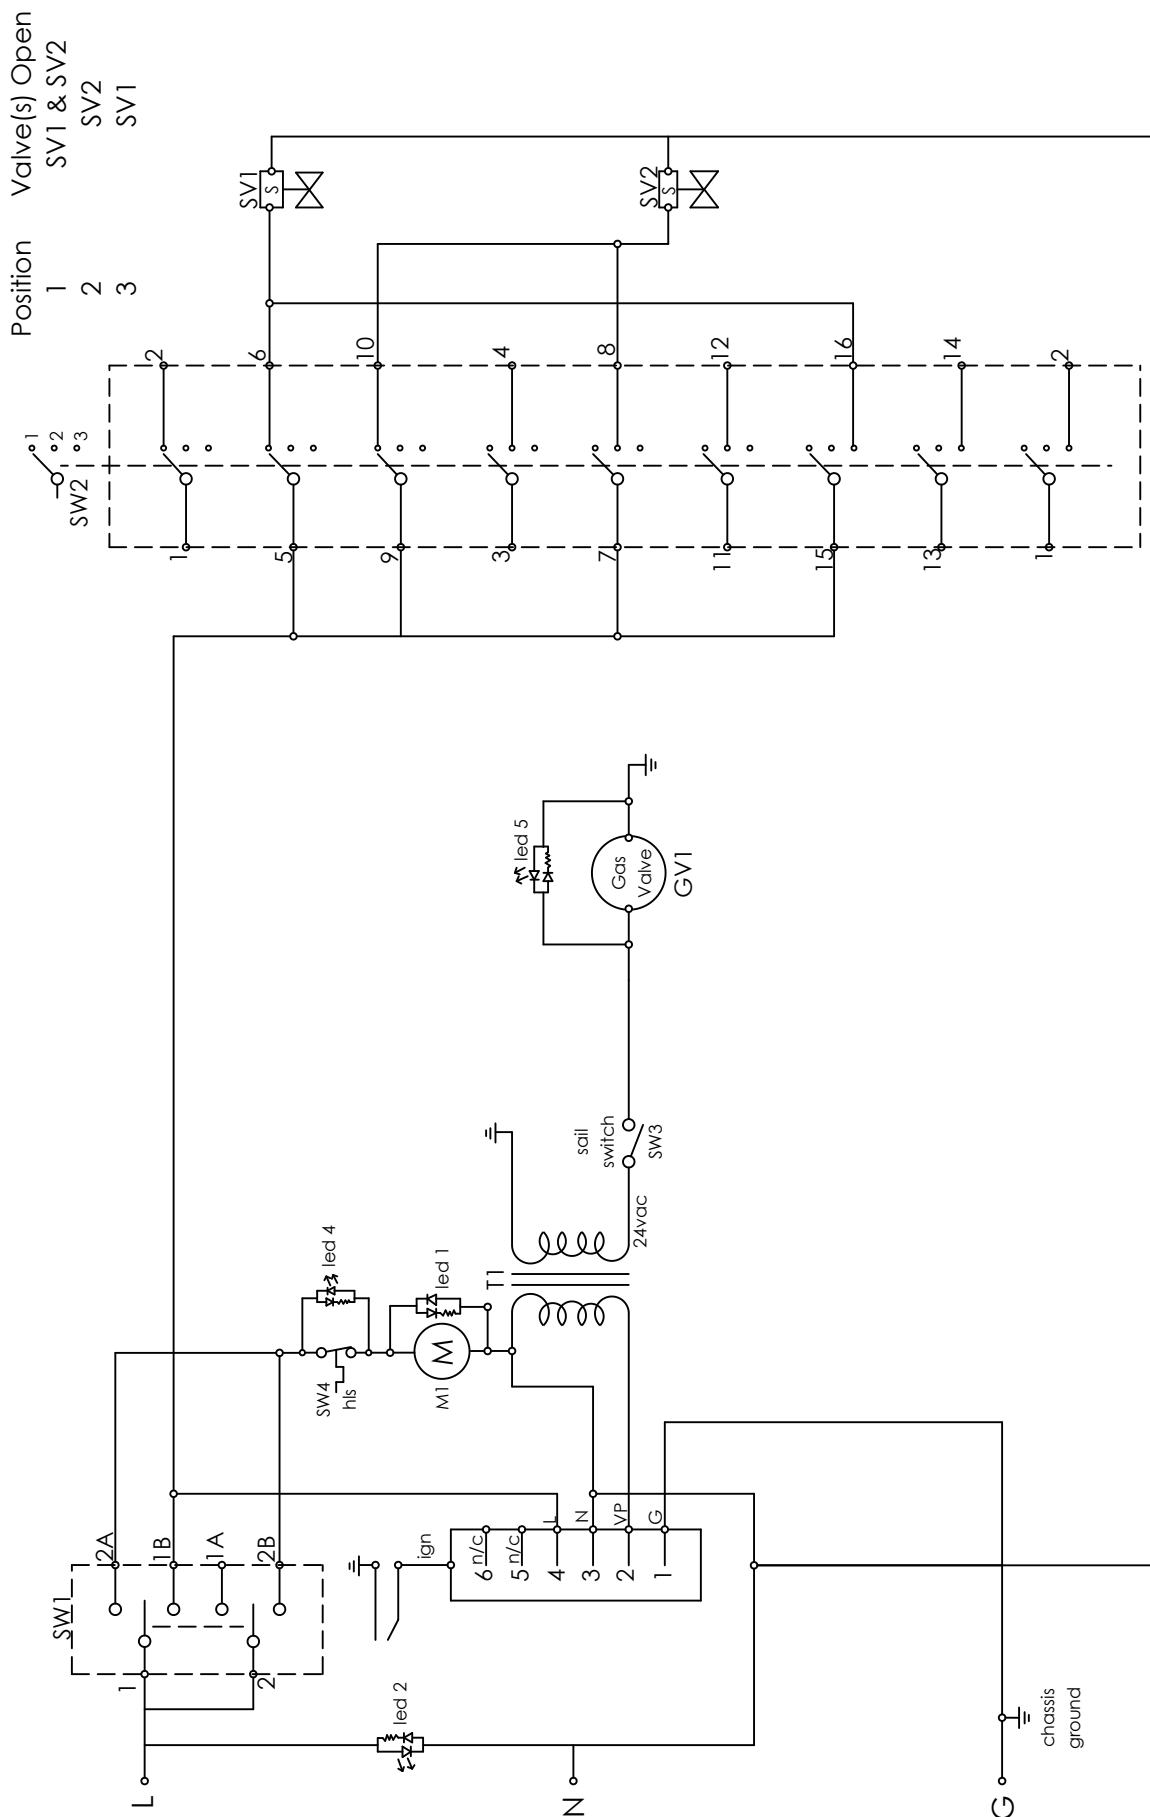 Position Valve(s) Open
1 SV1 & SV2
2 SV2
3 SV1
SW2
1
2
3
1
2
5
6
9
10
3
4
7
8
11
12
15
16
13
14
1
2
SV1
S
SV2
S
SW1
1
2
2A
1B
1A
2B
SW4
hls
led 4
M1
M
led 1
T1
24vac
sail
switch
SW3
led 5
Gas
Valve
GV1
ign
6 n/c
5 n/c
4 L
3 N
2 VP
1 G
led 2
L
N
G
chassis
ground